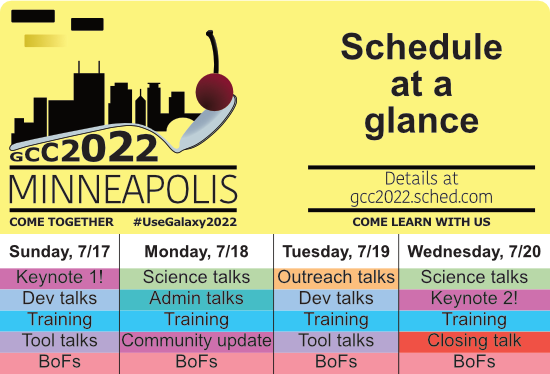 Schedule
at a
glance
GCC2022
MINNEAPOLIS
COME TOGETHER #UseGalaxy2022
Details at
gcc2022.sched.com
COME LEARN WITH US
Sunday, 7/17 Monday, 7/18 Tuesday, 7/19 Wednesday, 7/20
Keynote 1! Science talks Outreach talks Science talks
Dev talks Admin talks Dev talks Keynote 2!
Training Training Training Training
Tool talks Community update Tool talks Closing talk
BoFs BoFs BoFs BoFs